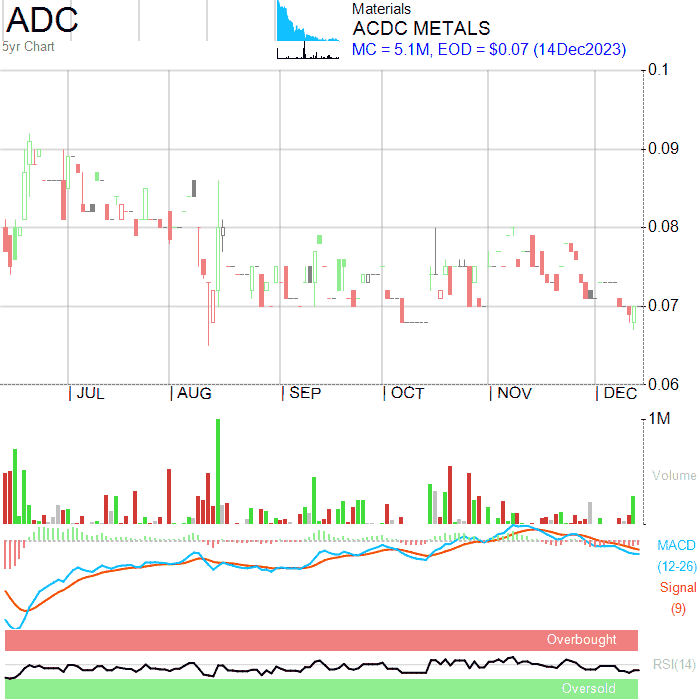 ADC
5yr Chart
Materials
ACDC METALS
MC = 5.1M, EOD = $0.07 (14Dec2023)
0.1
0.09
0.08
0.07
0.06
JUL AUG SEP OCT NOV DEC
1M
Volume
MACD
(12-26)
Signal
(9)
Overbought
RSI(14)
Oversold